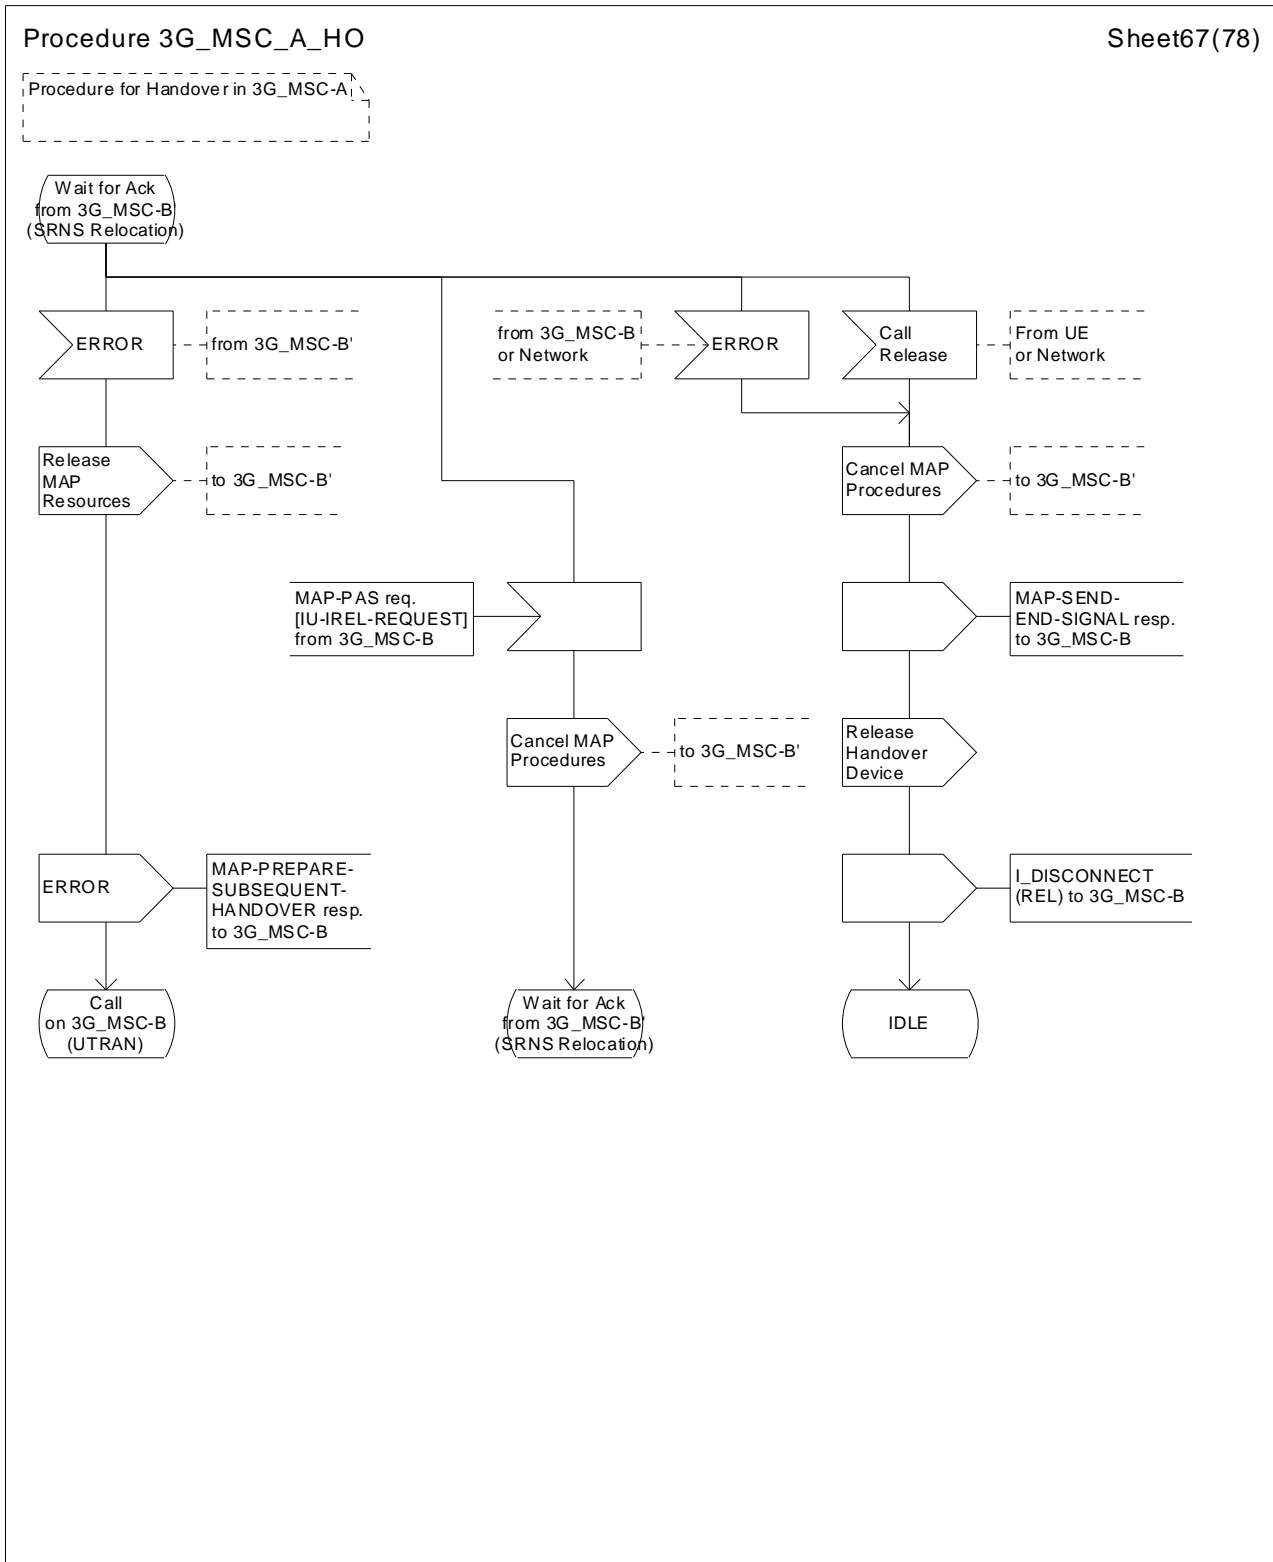 Procedure 3G_MSC_A_HO
Sheet67(78)
Procedure for Handover in 3G_MSC-A
Wait for Ack
from 3G_MSC-B'
(SRNS Relocation)
ERROR
from 3G_MSC-B'
from 3G_MSC-B
or Network
ERROR
Call
Release
From UE
or Network
Release
MAP
Resources
to 3G_MSC-B'
Cancel MAP
Procedures
to 3G_MSC-B'
MAP-PAS req.
[IU-IREL-REQUEST]
from 3G_MSC-B
MAP-SEND-
END-SIGNAL resp.
to 3G_MSC-B
Cancel MAP
Procedures
to 3G_MSC-B'
Release
Handover
Device
ERROR
MAP-PREPARE-
SUBSEQUENT-
HANDOVER resp.
to 3G_MSC-B
I_DISCONNECT
(REL) to 3G_MSC-B
Call
on 3G_MSC-B
(UTRAN)
Wait for Ack
from 3G_MSC-B'
(SRNS Relocation)
IDLE